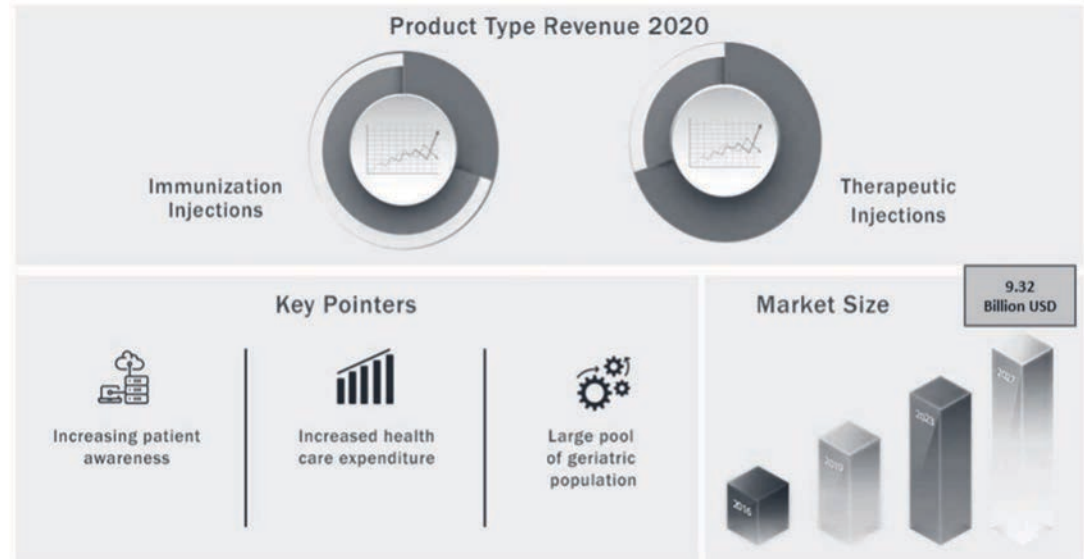 Product Type Revenue 2020
Immunization
Injections
Therapeutic
Injections
Key Pointers
Increasing patient
awareness
Increased health
care expenditure
Large pool
of geriatric
population
Market Size
9.32
Billion USD
2016
2019
2023
2027